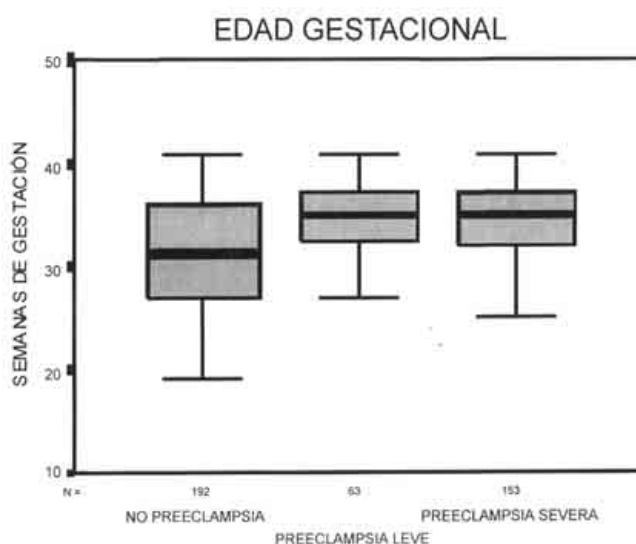 EDAD GESTACIONAL
SEMANAS DE GESTACIÓN
50
40
30
20
10
N = 192 63 153
NO PREECLAMPSIA PREECLAMPSIA SEVERA
PREECLAMPSIA LEVE